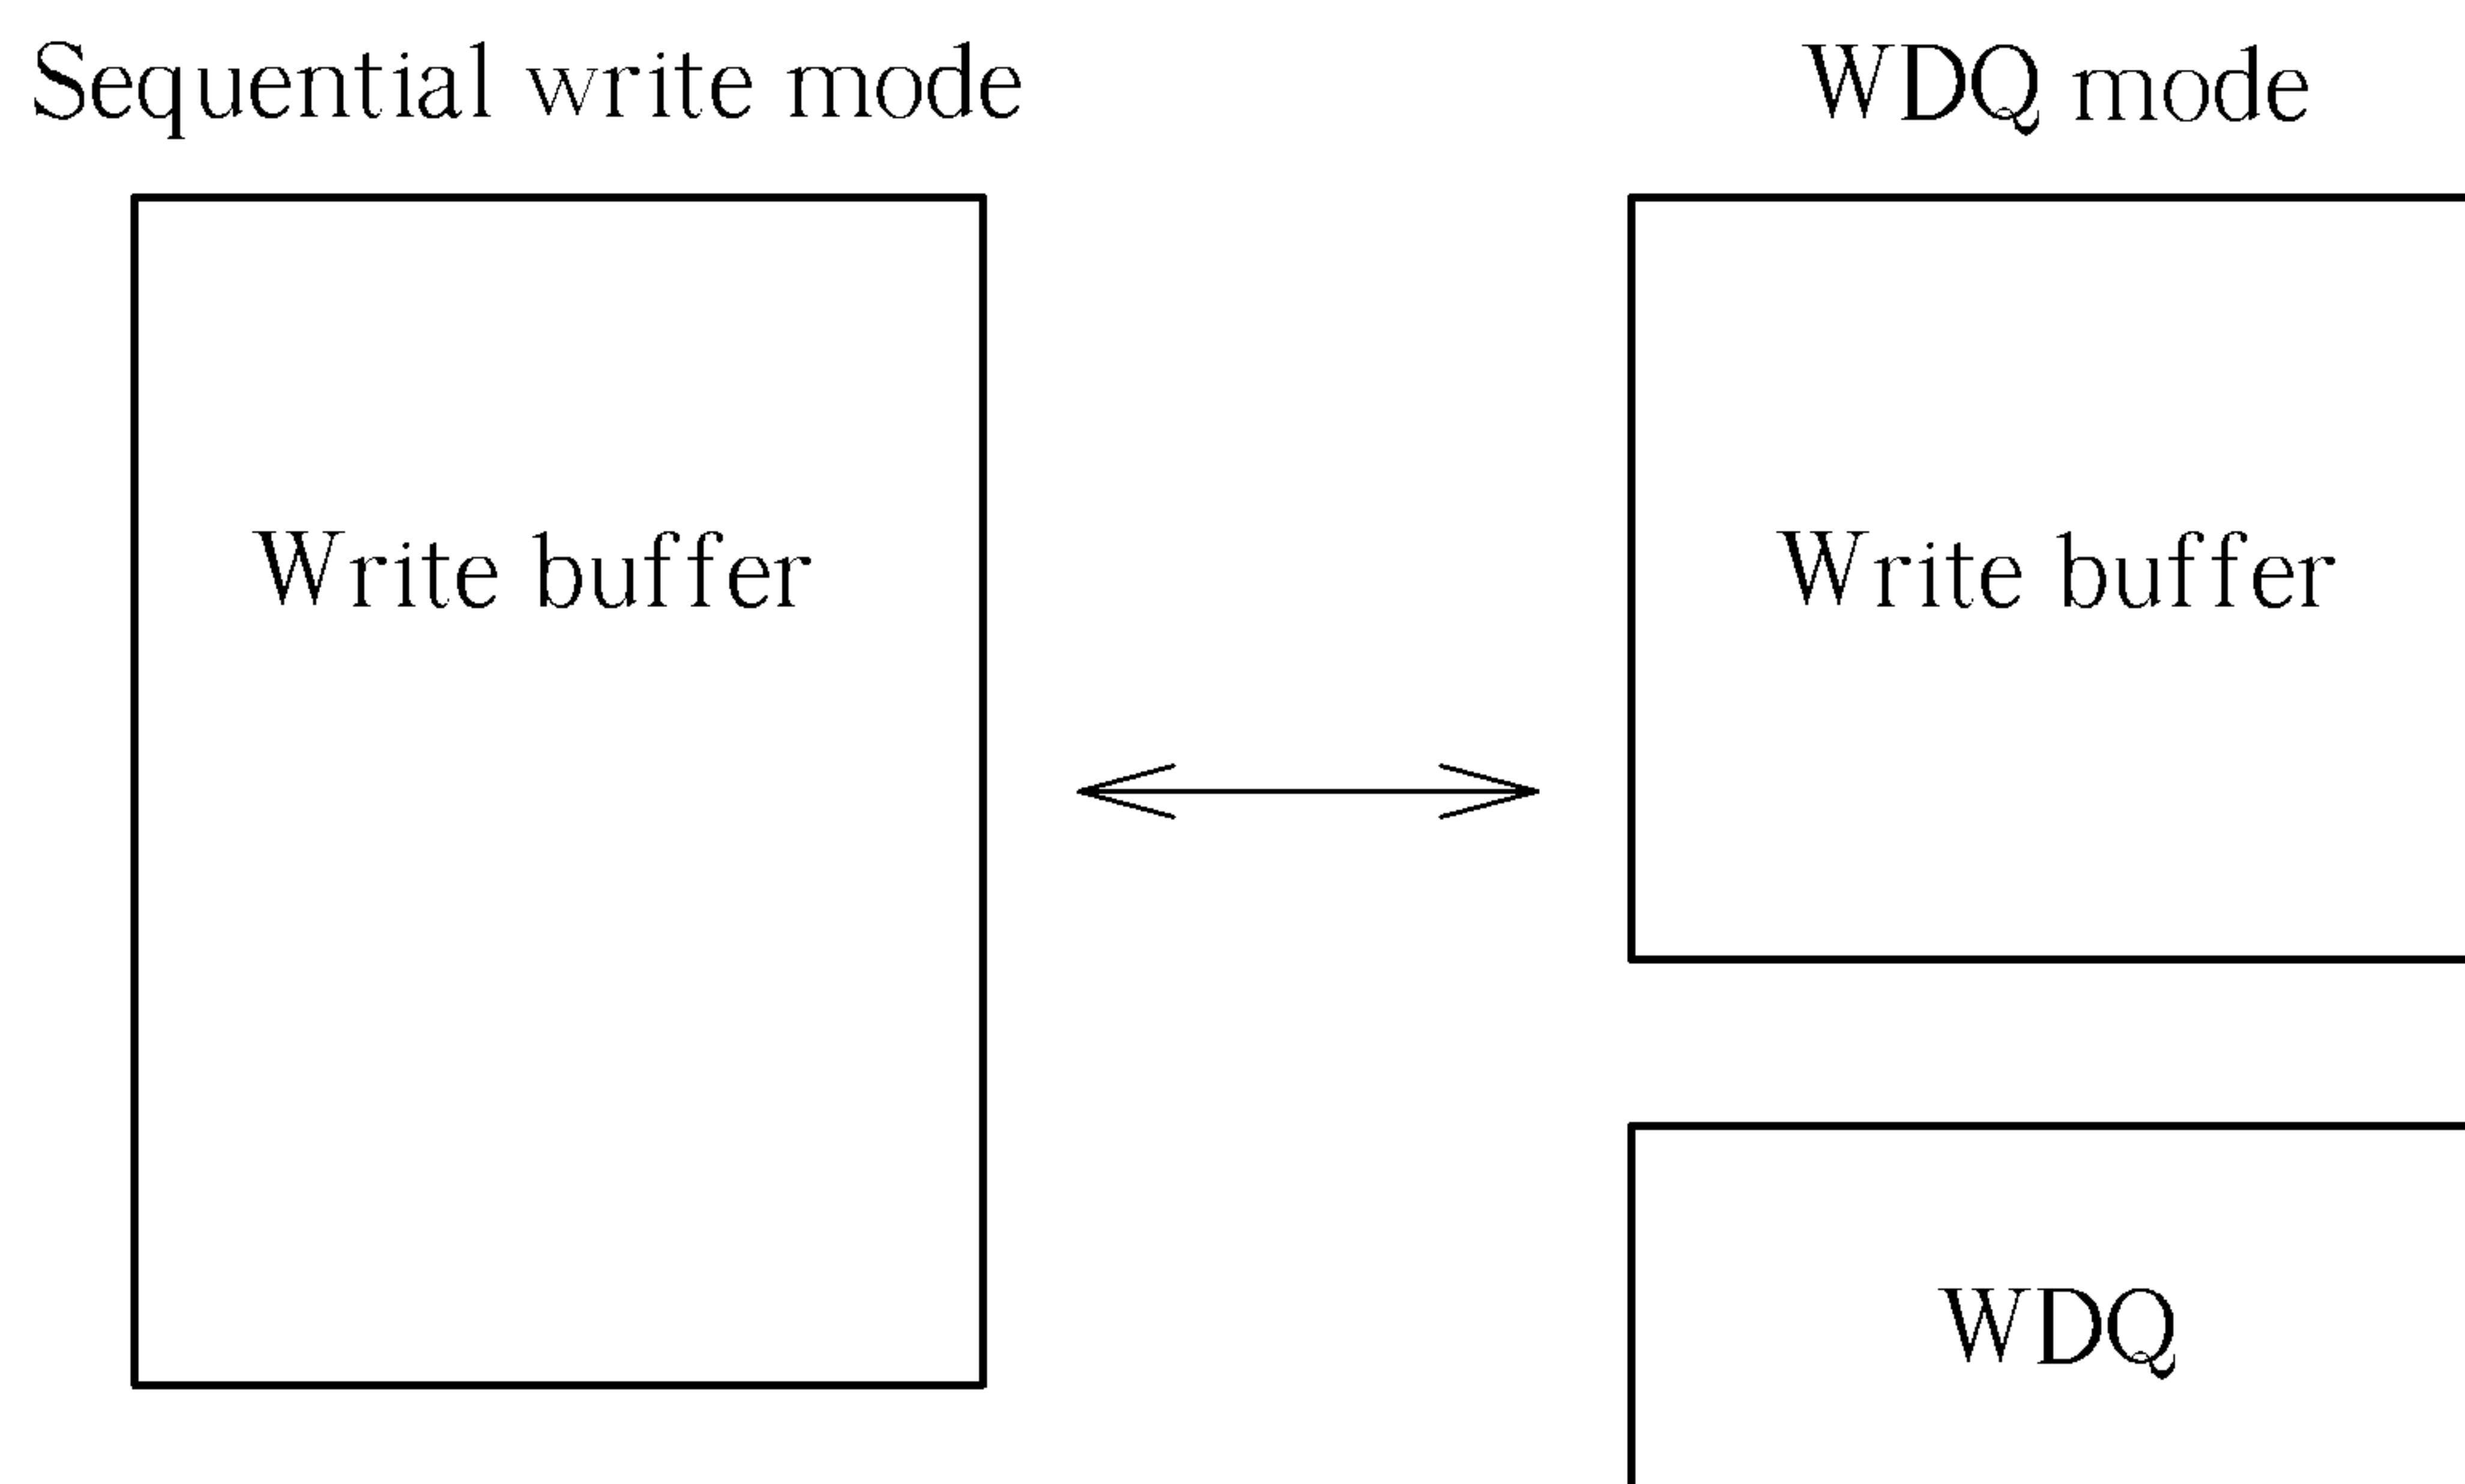 Sequential write mode
WDQ mode
Write buffer
Write buffer
WDQ